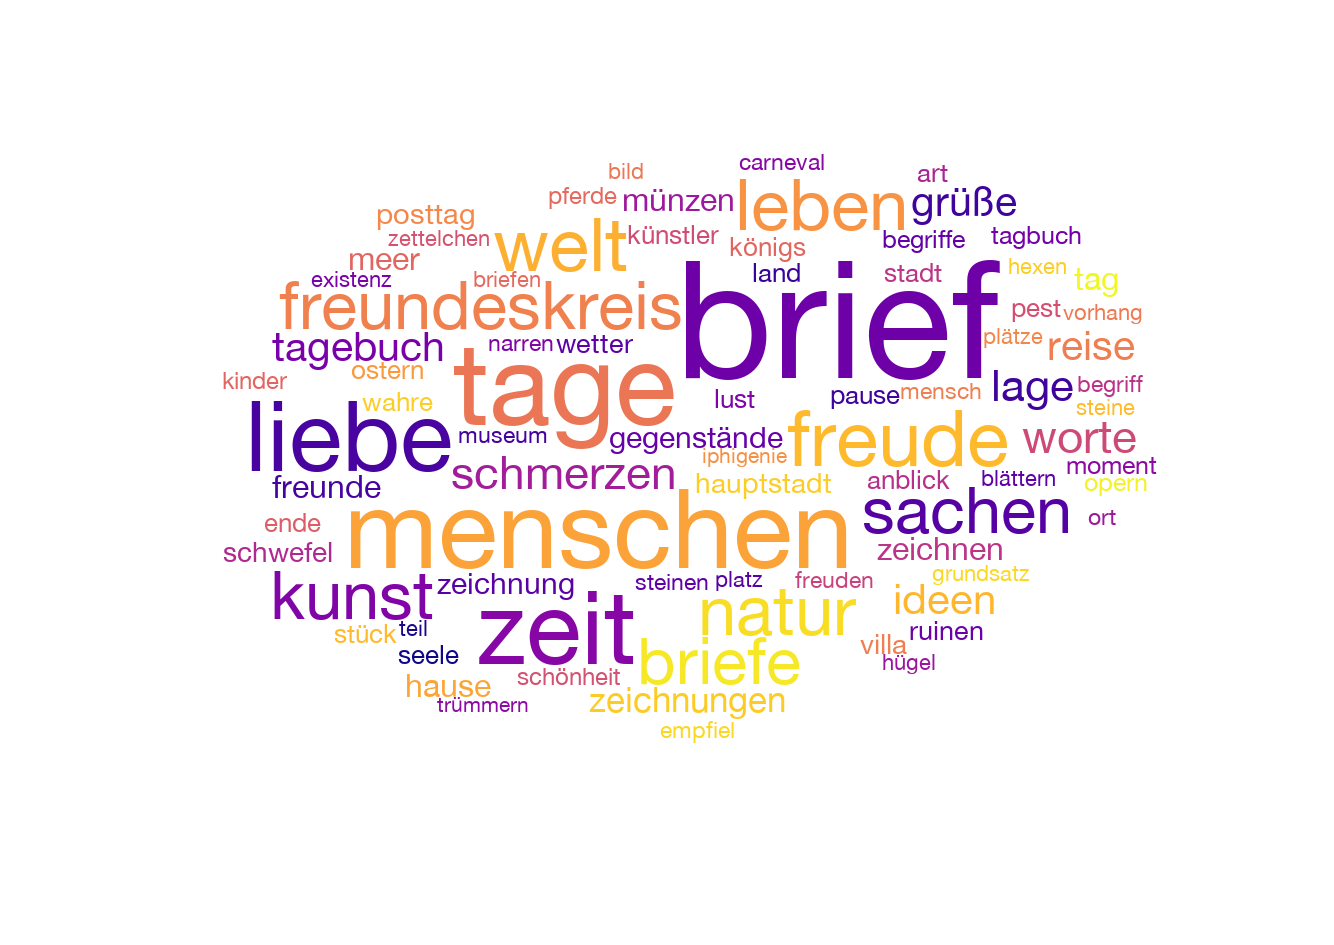 carneval
bild
art
pferde
münzen
leben
grüße
posttag
welt
künstler
zettelchen
königs
begriffe
tagbuch
meer
existenz
briefen
land
stadt
hexen
tag
brief
freundeskreis
pest
vorhang
tagebuch
narren
wetter
plätze
reise
kinder
ostern
tage
lust
pause
mensch
lage
begriff
wahre
steine
liebe
museum
gegenstände
freude
worte
iphigenie
schmerzen
freunde
hauptstadt
anblick
blättern
moment
opern
ende
menschen
sachen
ort
schwefel
zeichnen
kunst
zeichnung
steinen
platz
freuden
grundsatz
zeit
natur
ideen
stück
teil
ruinen
seele
briefe
villa
hügel
hause
schönheit
trümmern
zeichnungen
empfiel